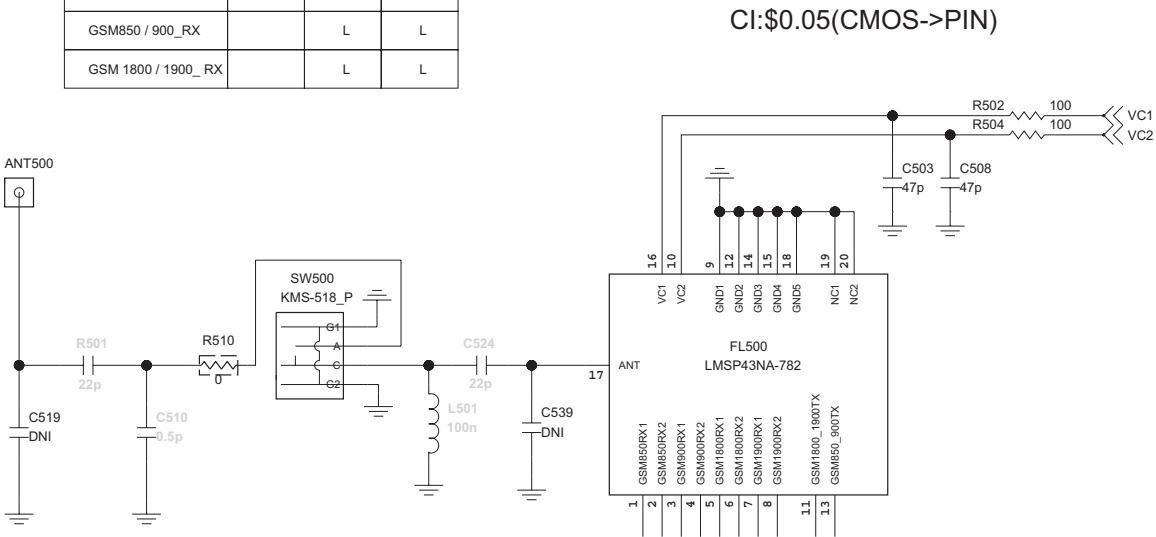 CI:$0.05(CMOS->PIN)
GSM850 / 900_RX L L
GSM 1800 / 1900_ RX L L
R502 100 VC1
R504 100 VC2
ANT500
C503 C508
47p 47p
16 10 9 12 14 15 18 19 20
SW500
KMS-518_P
VC1 VC2 GND1 GND2 GND3 GND4 GND5 NC1 NC2
G1
A
C
G2
R501
22p
R510
0
C524
22p
FL500
LMSP43NA-782
17 ANT
C519
DNI
C510
0.5p
L501
100n
C539
DNI
GSM850RX1 GSM850RX2 GSM900RX1 GSM900RX2 GSM1800RX1 GSM1800RX2 GSM1900RX1 GSM1900RX2 GSM1800_1900TX GSM850_900TX
1 2 3 4 5 6 7 8 11 13